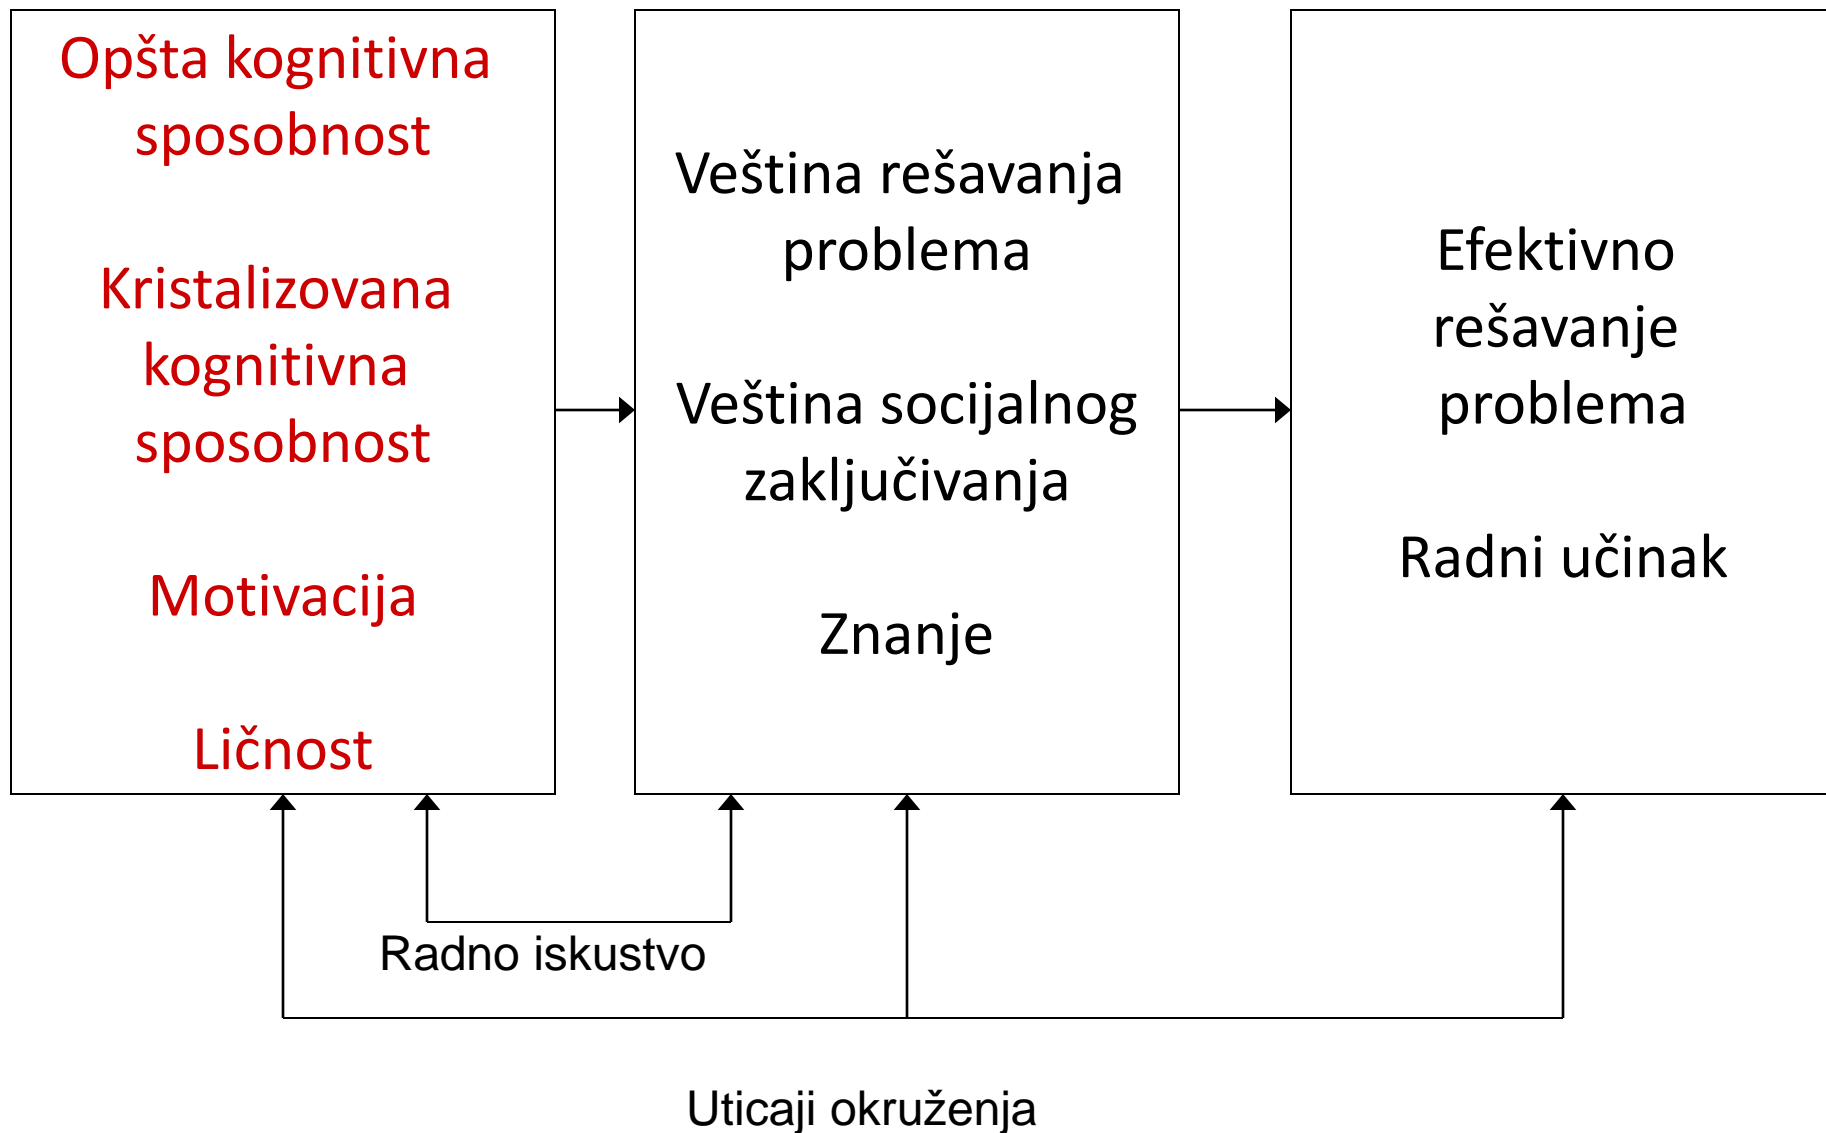 Opšta kognitivna
sposobnost
Kristalizovana
kognitivna
sposobnost
Motivacija
Ličnost
Veština rešavanja
problema
Veština socijalnog
zaključivanja
Znanje
Efektivno
rešavanje
problema
Radni učinak
Radno iskustvo
Uticaji okruženja